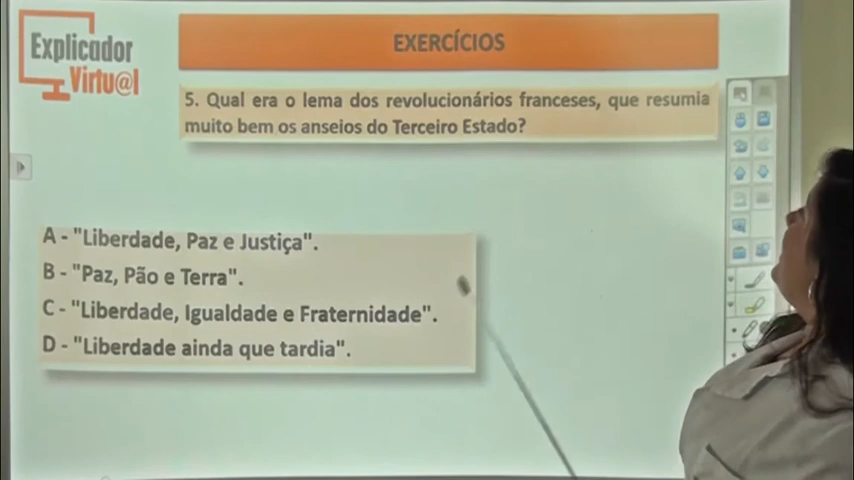 Explicador
Virtu@l
EXERCÍCIOS
5. Qual era o lema dos revolucionários franceses, que resumia
muito bem os anseios do Terceiro Estado?
A - "Liberdade, Paz e Justiça".
B - "Paz, Pão e Terra".
C - "Liberdade, Igualdade e Fraternidade".
D - "Liberdade ainda que tardia".